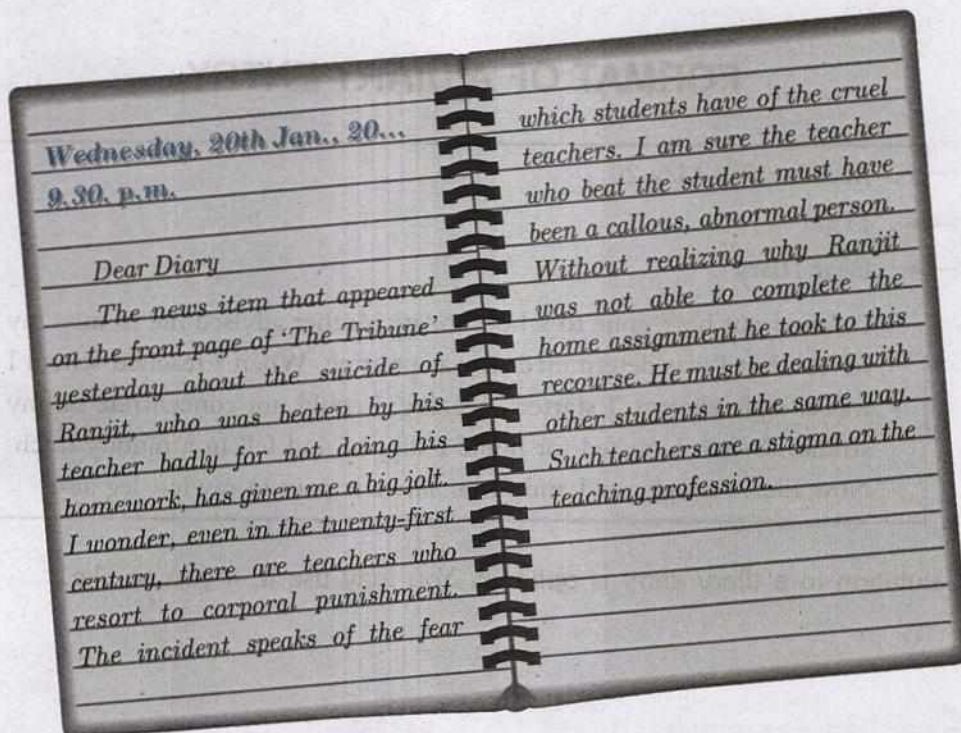 Wednesday, 20th Jan., 20...
9.30. p.m.
Dear Diary
The news item that appeared
on the front page of 'The Tribune'
yesterday about the suicide of
Ranjit, who was beaten by his
teacher badly for not doing his
homework, has given me a big jolt.
I wonder, even in the twenty-first
century, there are teachers who
resort to corporal punishment.
The incident speaks of the fear
which students have of the cruel
teachers. I am sure the teacher
who beat the student must have
been a callous, abnormal person.
Without realizing why Ranjit
was not able to complete the
home assignment he took to this
recourse. He must be dealing with
other students in the same way.
Such teachers are a stigma on the
teaching profession.